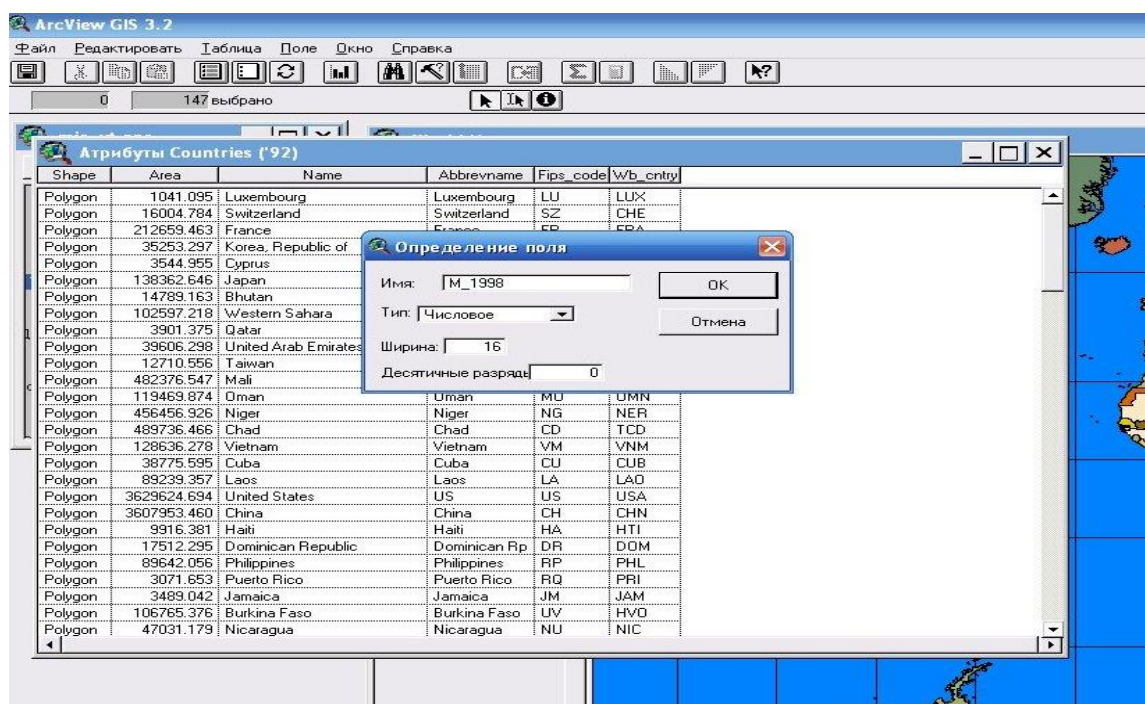 ArcView GIS 3.2
Файл Редактировать Таблица Поле Окно Справка
0 147 выбрано
Атрибуты Countries ('92)
Shape Area Name Abbrevname Fips_code Wb_cntry
Polygon 1041.095 Luxembourg Luxembourg LU LUX
Polygon 16004.784 Switzerland Switzerland SZ CHE
Polygon 212659.463 France France FR FRA
Polygon 35253.297 Korea, Republic of
Polygon 3544.955 Cyprus
Polygon 138362.646 Japan
Polygon 14789.163 Bhutan
Polygon 102597.218 Western Sahara
Polygon 3901.375 Qatar
Polygon 39606.298 United Arab Emirates
Polygon 12710.556 Taiwan
Polygon 482376.547 Mali
Polygon 119469.874 Oman Oman MU OMN
Polygon 456456.926 Niger Niger NG NER
Polygon 489736.466 Chad Chad CD TCD
Polygon 128636.278 Vietnam Vietnam VM VNM
Polygon 38775.595 Cuba Cuba CU CUB
Polygon 89239.357 Laos Laos LA LAO
Polygon 3629624.694 United States US US USA
Polygon 3607953.460 China China CH CHN
Polygon 9916.381 Haiti Haiti HA HTI
Polygon 17512.295 Dominican Republic Dominican Rp DR DOM
Polygon 89642.056 Philippines Philippines RP PHL
Polygon 3071.653 Puerto Rico Puerto Rico RQ PRI
Polygon 3489.042 Jamaica Jamaica JM JAM
Polygon 106765.376 Burkina Faso Burkina Faso UV HVO
Polygon 47031.179 Nicaragua Nicaragua NU NIC
Определение поля
Имя: M_1998
OK
Тип: Числовое
Отмена
Ширина: 16
Десятичные разряды 0